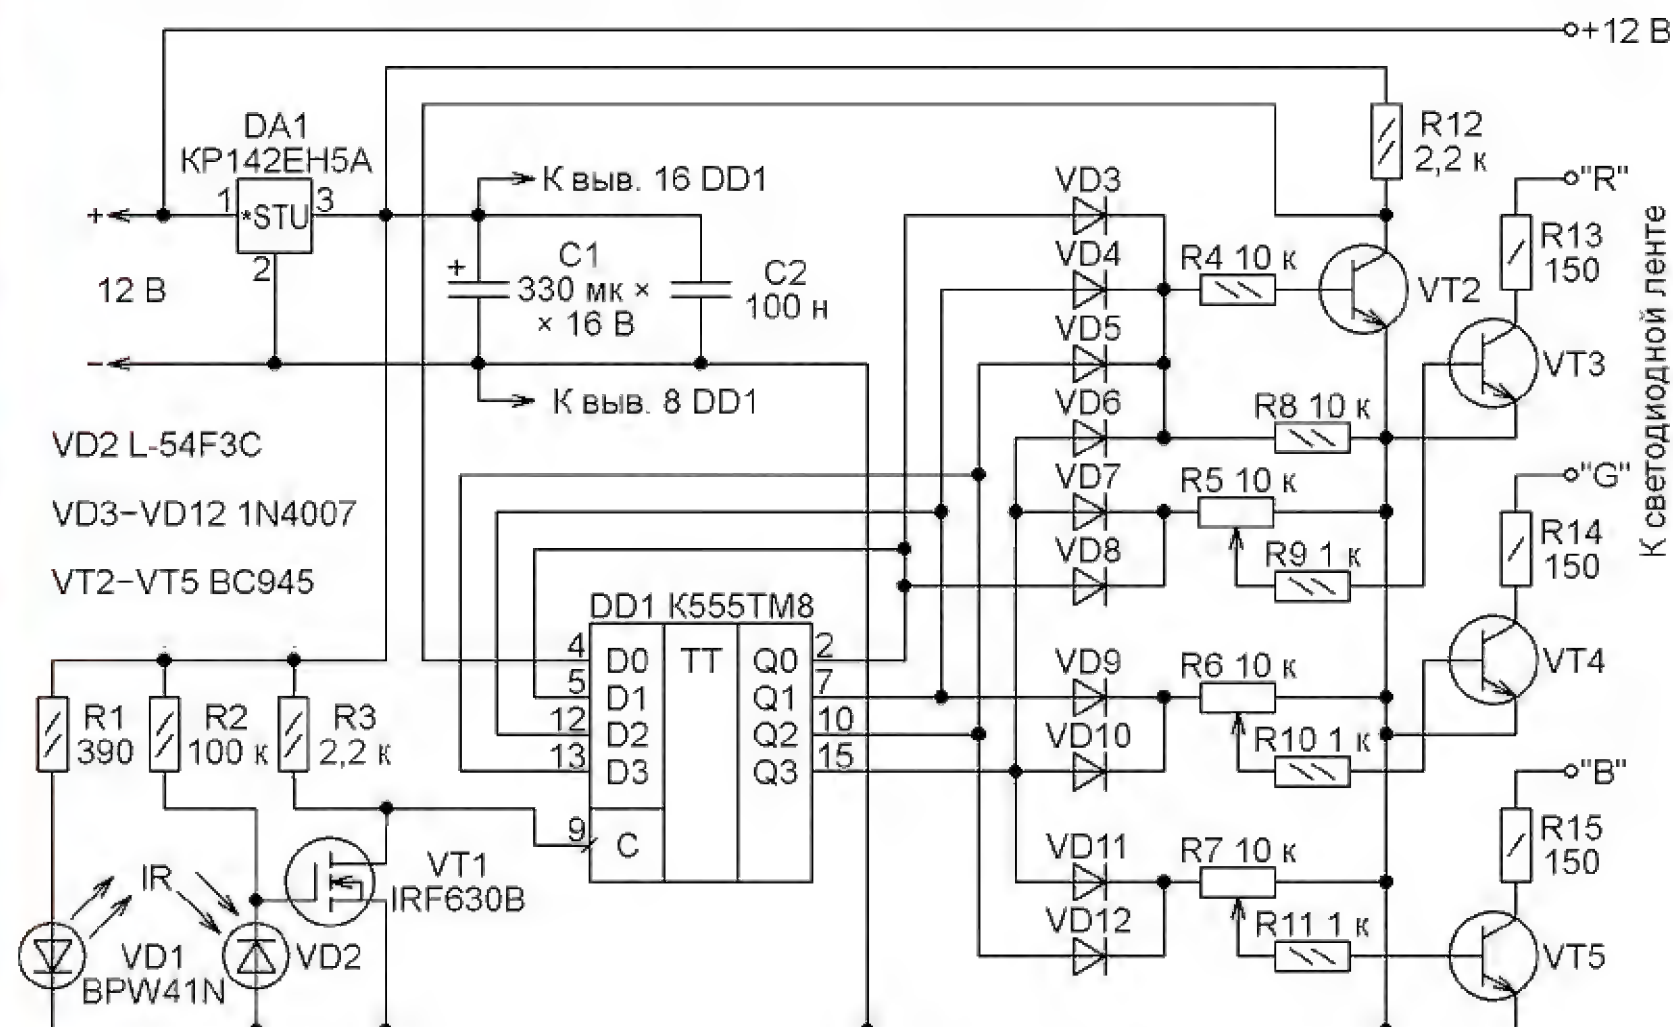 +12 В
DA1
КР142ЕН5А
1
*STU
3
2
+
12 В
−
К выв. 16 DD1
+
C1
330 мк ×
× 16 В
C2
100 н
К выв. 8 DD1
VD2 L-54F3C
VD3−VD12 1N4007
VT2−VT5 BC945
R12
2,2 к
"R"
R13
150
VD3
VD4
R4 10 к
VT2
VD5
VT3
VD6
R8 10 к
VD7
R5 10 к
"G"
VD8
R9 1 к
R14
150
К светодиодной ленте
DD1 К555ТМ8
4
D0
TT
Q0
2
5
D1
Q1
7
12
D2
Q2
10
13
D3
Q3
15
9
C
VD9
R6 10 к
VT4
VD10
R10 1 к
"B"
R1
390
R2
100 к
R3
2,2 к
R15
150
VD11
R7 10 к
VD12
R11 1 к
VT5
IR
VT1
IRF630B
VD1
BPW41N
VD2